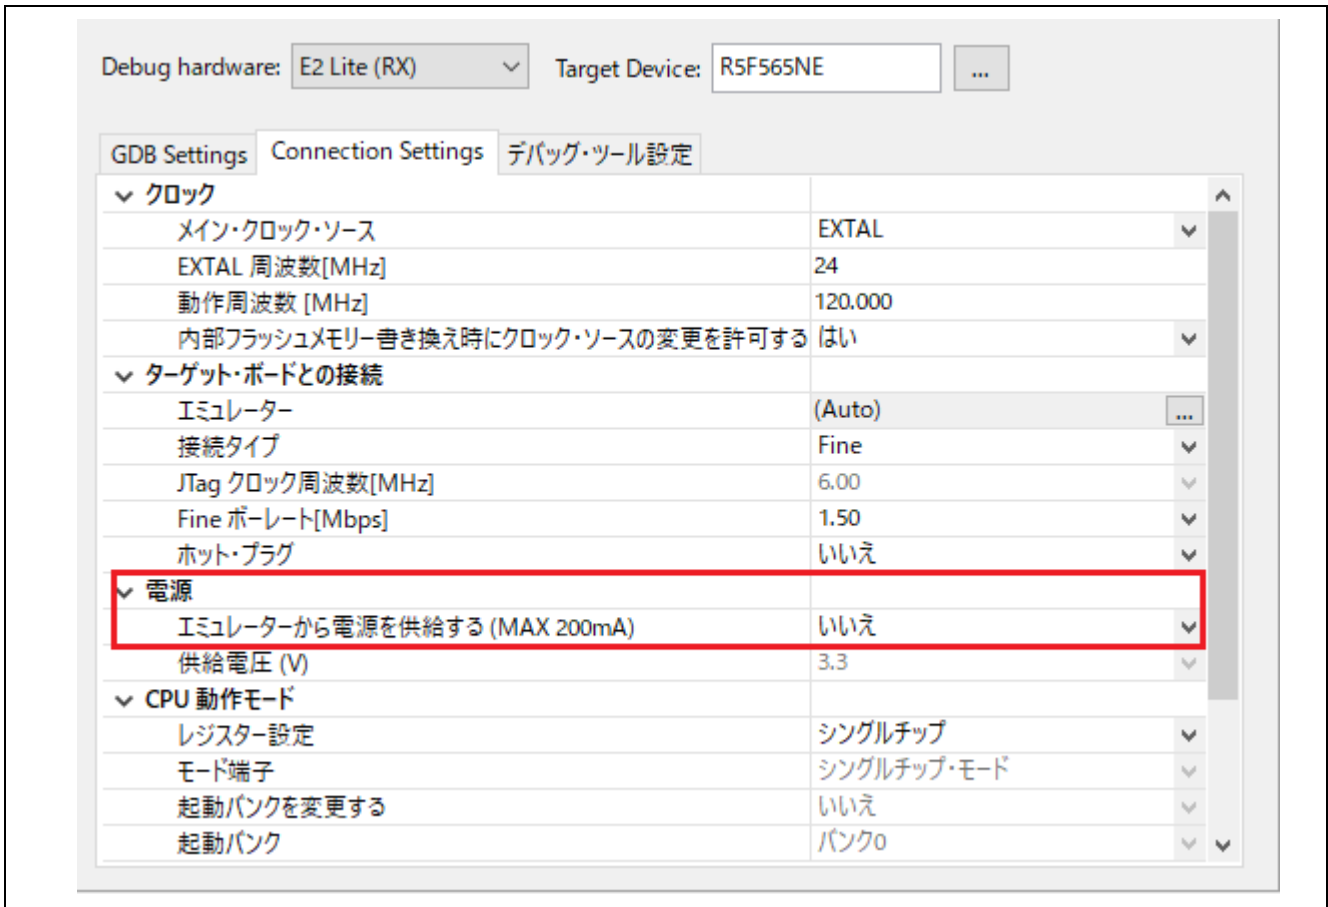 Debug hardware: E2 Lite (RX) Target Device: R5F565NE ...
GDB Settings Connection Settings デバッグ・ツール設定
クロック
メイン・クロック・ソース EXTAL
EXTAL 周波数[MHz] 24
動作周波数 [MHz] 120.000
内部フラッシュメモリー書き換え時にクロック・ソースの変更を許可する はい
ターゲット・ボードとの接続
エミュレーター (Auto) ...
接続タイプ Fine
JTag クロック周波数[MHz] 6.00
Fine ボーレート[Mbps] 1.50
ホット・プラグ いいえ
電源
エミュレーターから電源を供給する (MAX 200mA) いいえ
供給電圧 (V) 3.3
CPU 動作モード
レジスター設定 シングルチップ
モード端子 シングルチップ・モード
起動バンクを変更する いいえ
起動バンク バンク0